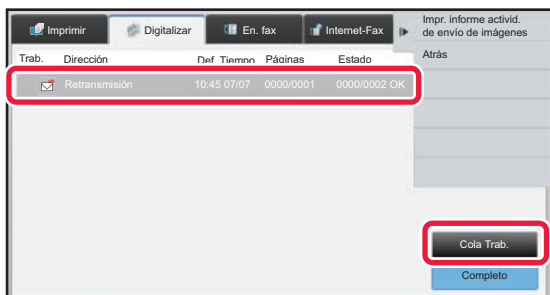 Imprimir Digitalizar En. fax Internet-Fax
Impr. informe activid.
de envío de imágenes
Atrás
Trab. Dirección Def. Tiempo Páginas Estado
Retransmisión 10:45 07/07 0000/0001 0000/0002 OK
Cola Trab.
Completo